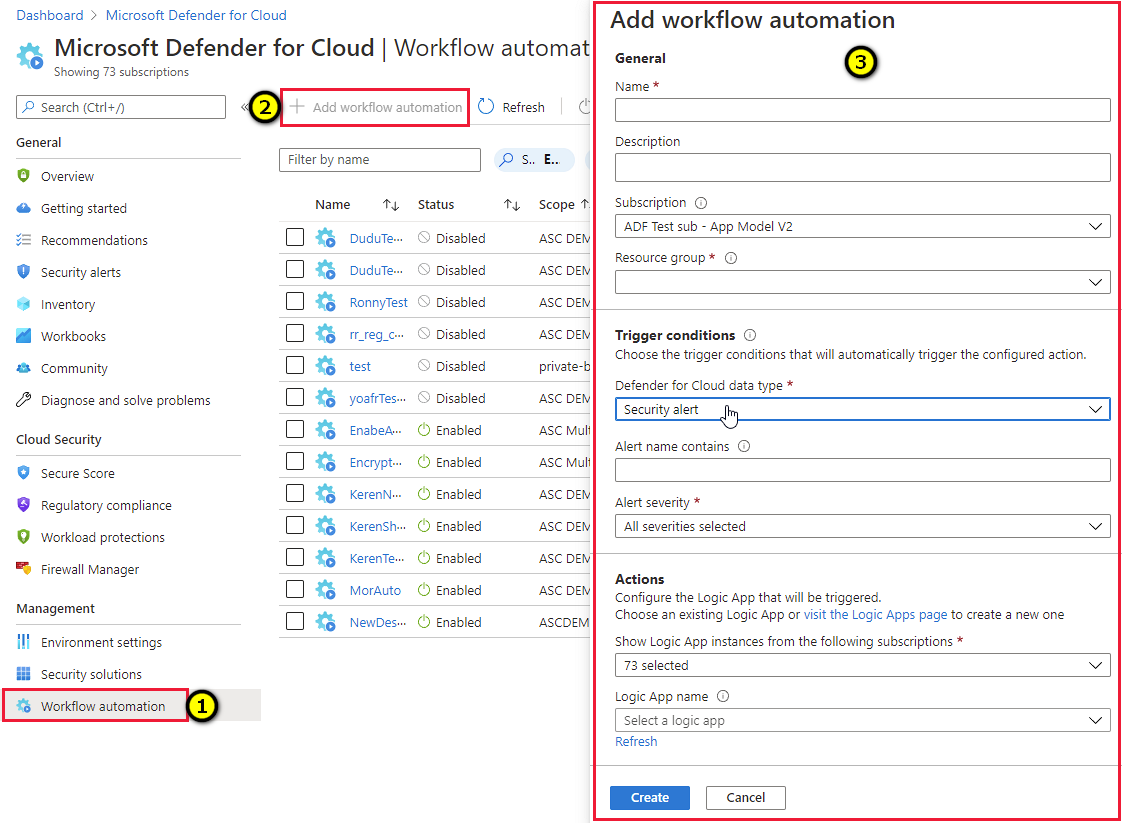 Dashboard > Microsoft Defender for Cloud
Microsoft Defender for Cloud | Workflow automat
Showing 73 subscriptions
Search (Ctrl+/)
«
2
Add workflow automation
Refresh
General
Overview
Getting started
Recommendations
Security alerts
Inventory
Workbooks
Community
Diagnose and solve problems
Cloud Security
Secure Score
Regulatory compliance
Workload protections
Firewall Manager
Management
Environment settings
Security solutions
Workflow automation
1
Filter by name
S.. E..
Name Status Scope
DuduTe... Disabled ASC DEM
DuduTe... Disabled ASC DEM
RonnyTest Disabled ASC DEM
rr_reg_c... Disabled ASC DEM
test Disabled private-b
yoafrTes... Disabled ASC DEM
EnabeA... Enabled ASC Mult
Encrypt... Enabled ASC Mult
KerenN... Enabled ASC DEM
KerenSh... Enabled ASC DEM
KerenTe... Enabled ASC DEM
MorAuto Enabled ASC DEM
NewDes... Enabled ASCDEM
Add workflow automation
3
General
Name *
Description
Subscription
ADF Test sub - App Model V2
Resource group *
Trigger conditions
Choose the trigger conditions that will automatically trigger the configured action.
Defender for Cloud data type *
Security alert
Alert name contains
Alert severity *
All severities selected
Actions
Configure the Logic App that will be triggered.
Choose an existing Logic App or visit the Logic Apps page to create a new one
Show Logic App instances from the following subscriptions *
73 selected
Logic App name
Select a logic app
Refresh
Create Cancel